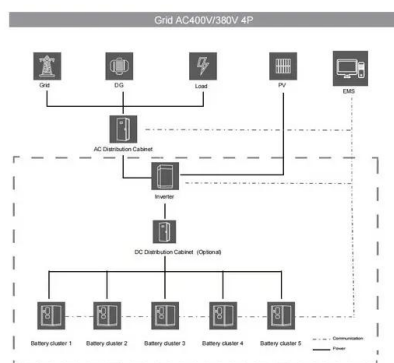 Grid AC400V/380V 4P
Grid DG Load PV EMS
AC Distribution Cabinet
Inverter
DC Distribution Cabinet (Optional)
Battery cluster 1 Battery cluster 2 Battery cluster 3 Battery cluster 4 Battery cluster 5
Communication
Power